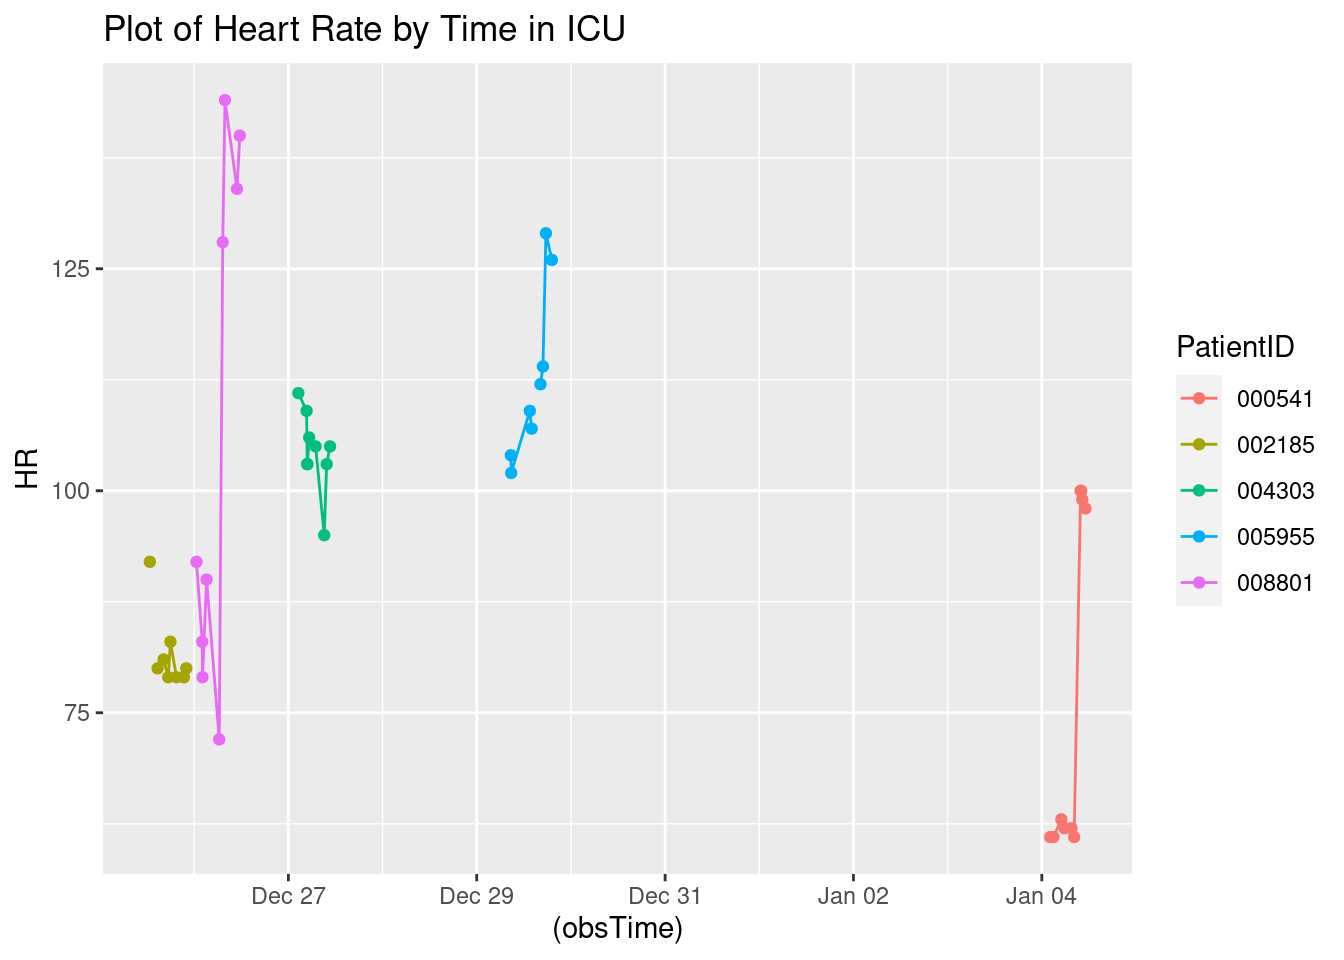 Plot of Heart Rate by Time in ICU
125
100
75
HR
Dec 27
Dec 29
Dec 31
Jan 02
Jan 04
(obsTime)
PatientID
000541
002185
004303
005955
008801